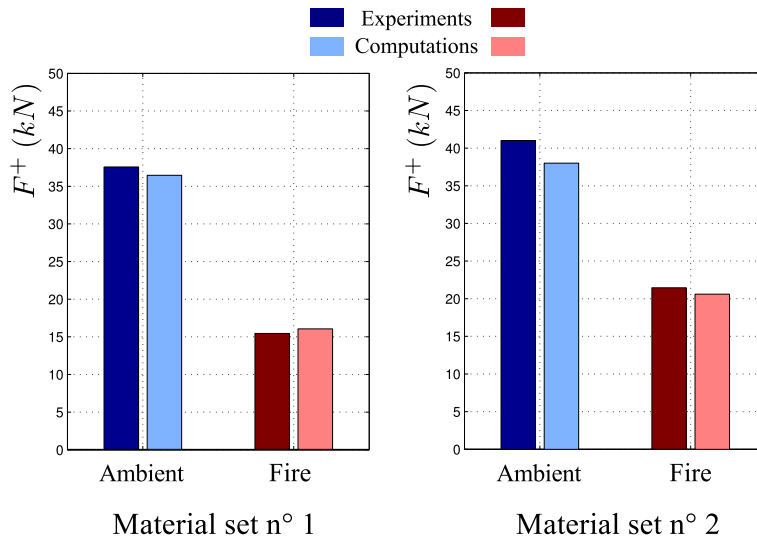 Experiments
Computations
F+ (kN)
50
45
40
35
30
25
20
15
10
5
0
Ambient
Fire
Material set n° 1
F+ (kN)
50
45
40
35
30
25
20
15
10
5
0
Ambient
Fire
Material set n° 2